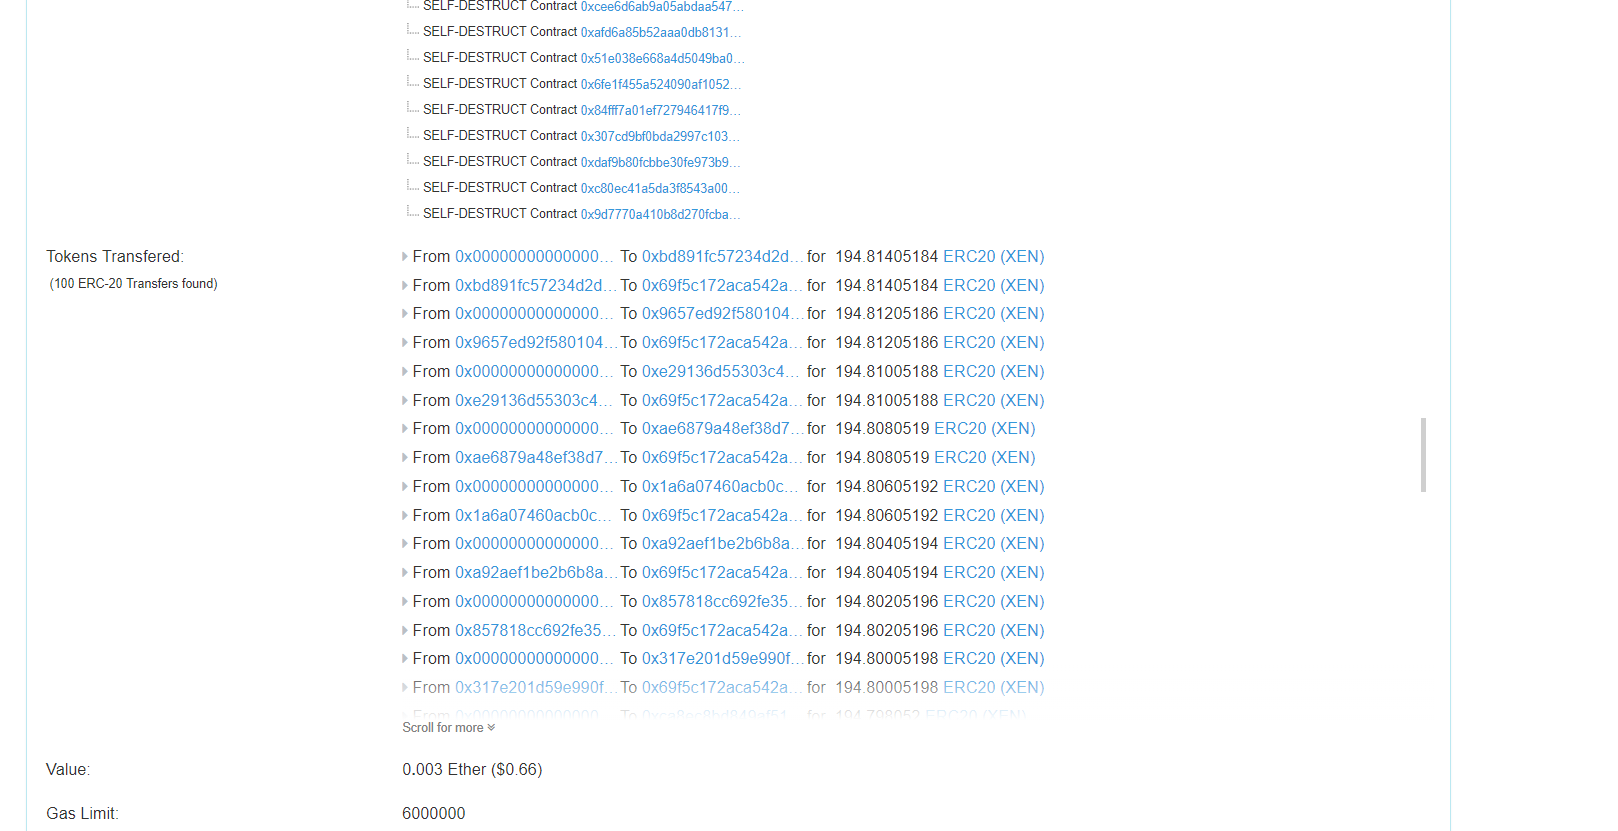 SELF-DESTRUCT Contract 0xcee6d6ab9a05abdaa547...
SELF-DESTRUCT Contract 0xafd6a85b52aaa0db8131...
SELF-DESTRUCT Contract 0x51e038e668a4d5049ba0...
SELF-DESTRUCT Contract 0x6fe1f455a524090af1052...
SELF-DESTRUCT Contract 0x84fff7a01ef727946417f9...
SELF-DESTRUCT Contract 0x307cd9bf0bda2997c103...
SELF-DESTRUCT Contract 0xdaf9b80fcbbe30fe973b9...
SELF-DESTRUCT Contract 0xc80ec41a5da3f8543a00...
SELF-DESTRUCT Contract 0x9d7770a410b8d270fcba...
Tokens Transfered:
(100 ERC-20 Transfers found)
From 0x00000000000000... To 0xbd891fc57234d2d... for 194.81405184 ERC20 (XEN)
From 0xbd891fc57234d2d... To 0x69f5c172aca542a... for 194.81405184 ERC20 (XEN)
From 0x00000000000000... To 0x9657ed92f580104... for 194.81205186 ERC20 (XEN)
From 0x9657ed92f580104... To 0x69f5c172aca542a... for 194.81205186 ERC20 (XEN)
From 0x00000000000000... To 0xe29136d55303c4... for 194.81005188 ERC20 (XEN)
From 0xe29136d55303c4... To 0x69f5c172aca542a... for 194.81005188 ERC20 (XEN)
From 0x00000000000000... To 0xae6879a48ef38d7... for 194.8080519 ERC20 (XEN)
From 0xae6879a48ef38d7... To 0x69f5c172aca542a... for 194.8080519 ERC20 (XEN)
From 0x00000000000000... To 0x1a6a07460acb0c... for 194.80605192 ERC20 (XEN)
From 0x1a6a07460acb0c... To 0x69f5c172aca542a... for 194.80605192 ERC20 (XEN)
From 0x00000000000000... To 0xa92aef1be2b6b8a... for 194.80405194 ERC20 (XEN)
From 0xa92aef1be2b6b8a... To 0x69f5c172aca542a... for 194.80405194 ERC20 (XEN)
From 0x00000000000000... To 0x857818cc692fe35... for 194.80205196 ERC20 (XEN)
From 0x857818cc692fe35... To 0x69f5c172aca542a... for 194.80205196 ERC20 (XEN)
From 0x00000000000000... To 0x317e201d59e990f... for 194.80005198 ERC20 (XEN)
From 0x317e201d59e990f... To 0x69f5c172aca542a... for 194.80005198 ERC20 (XEN)
From 0x00000000000000... To for 194.798052 ERC20 (XEN)
Scroll for more
Value:
0.003 Ether ($0.66)
Gas Limit:
6000000